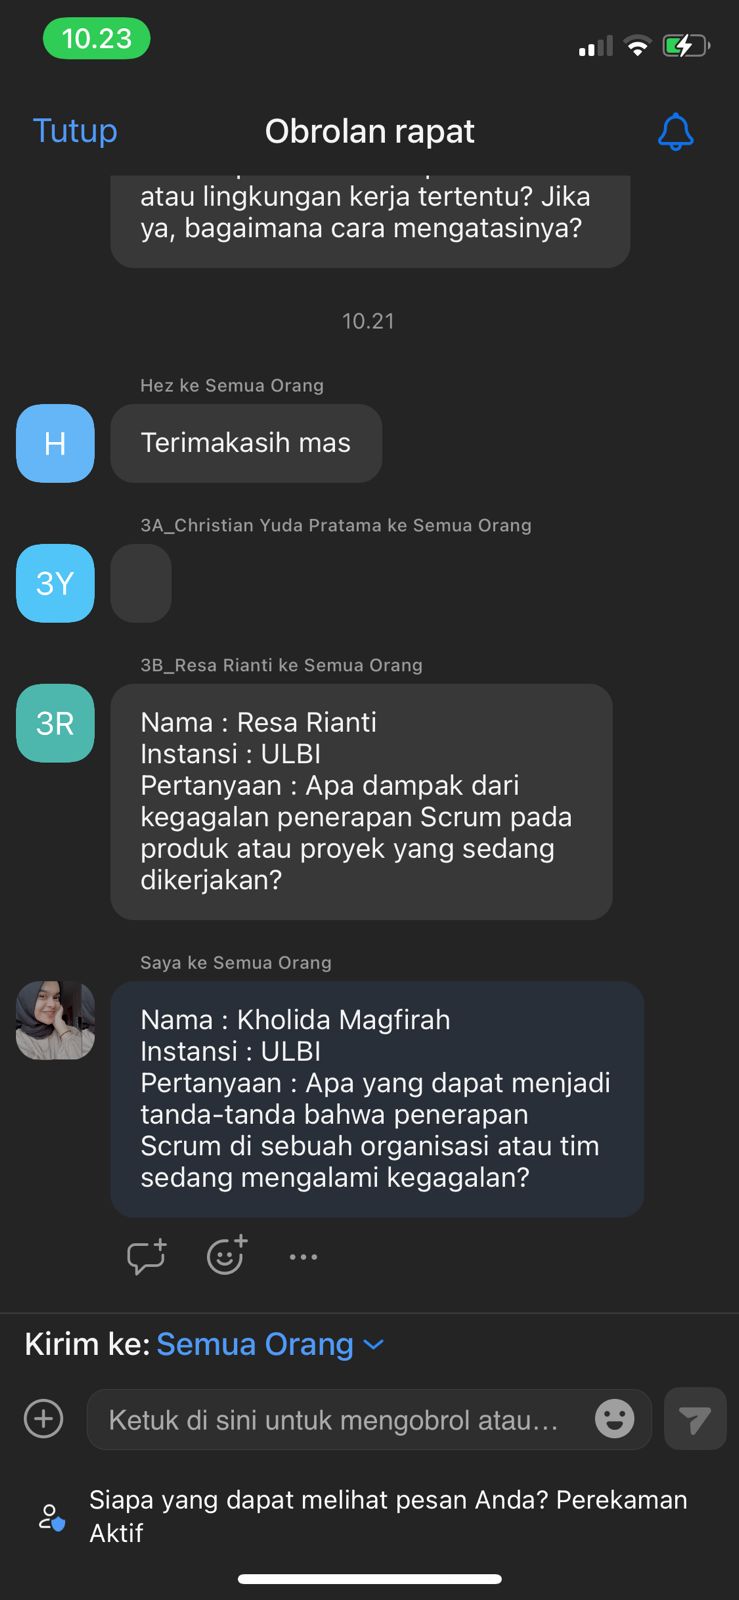 10.23
Tutup
Obrolan rapat
atau lingkungan kerja tertentu? Jika
ya, bagaimana cara mengatasinya?
10.21
Hez ke Semua Orang
H
Terimakasih mas
3A_Christian Yuda Pratama ke Semua Orang
3Y
3B_Resa Rianti ke Semua Orang
3R
Nama : Resa Rianti
Instansi : ULBI
Pertanyaan : Apa dampak dari
kegagalan penerapan Scrum pada
produk atau proyek yang sedang
dikerjakan?
Saya ke Semua Orang
Nama : Kholida Magfirah
Instansi : ULBI
Pertanyaan : Apa yang dapat menjadi
tanda-tanda bahwa penerapan
Scrum di sebuah organisasi atau tim
sedang mengalami kegagalan?
Kirim ke: Semua Orang
Ketuk di sini untuk mengobrol atau...
Siapa yang dapat melihat pesan Anda? Perekaman
Aktif